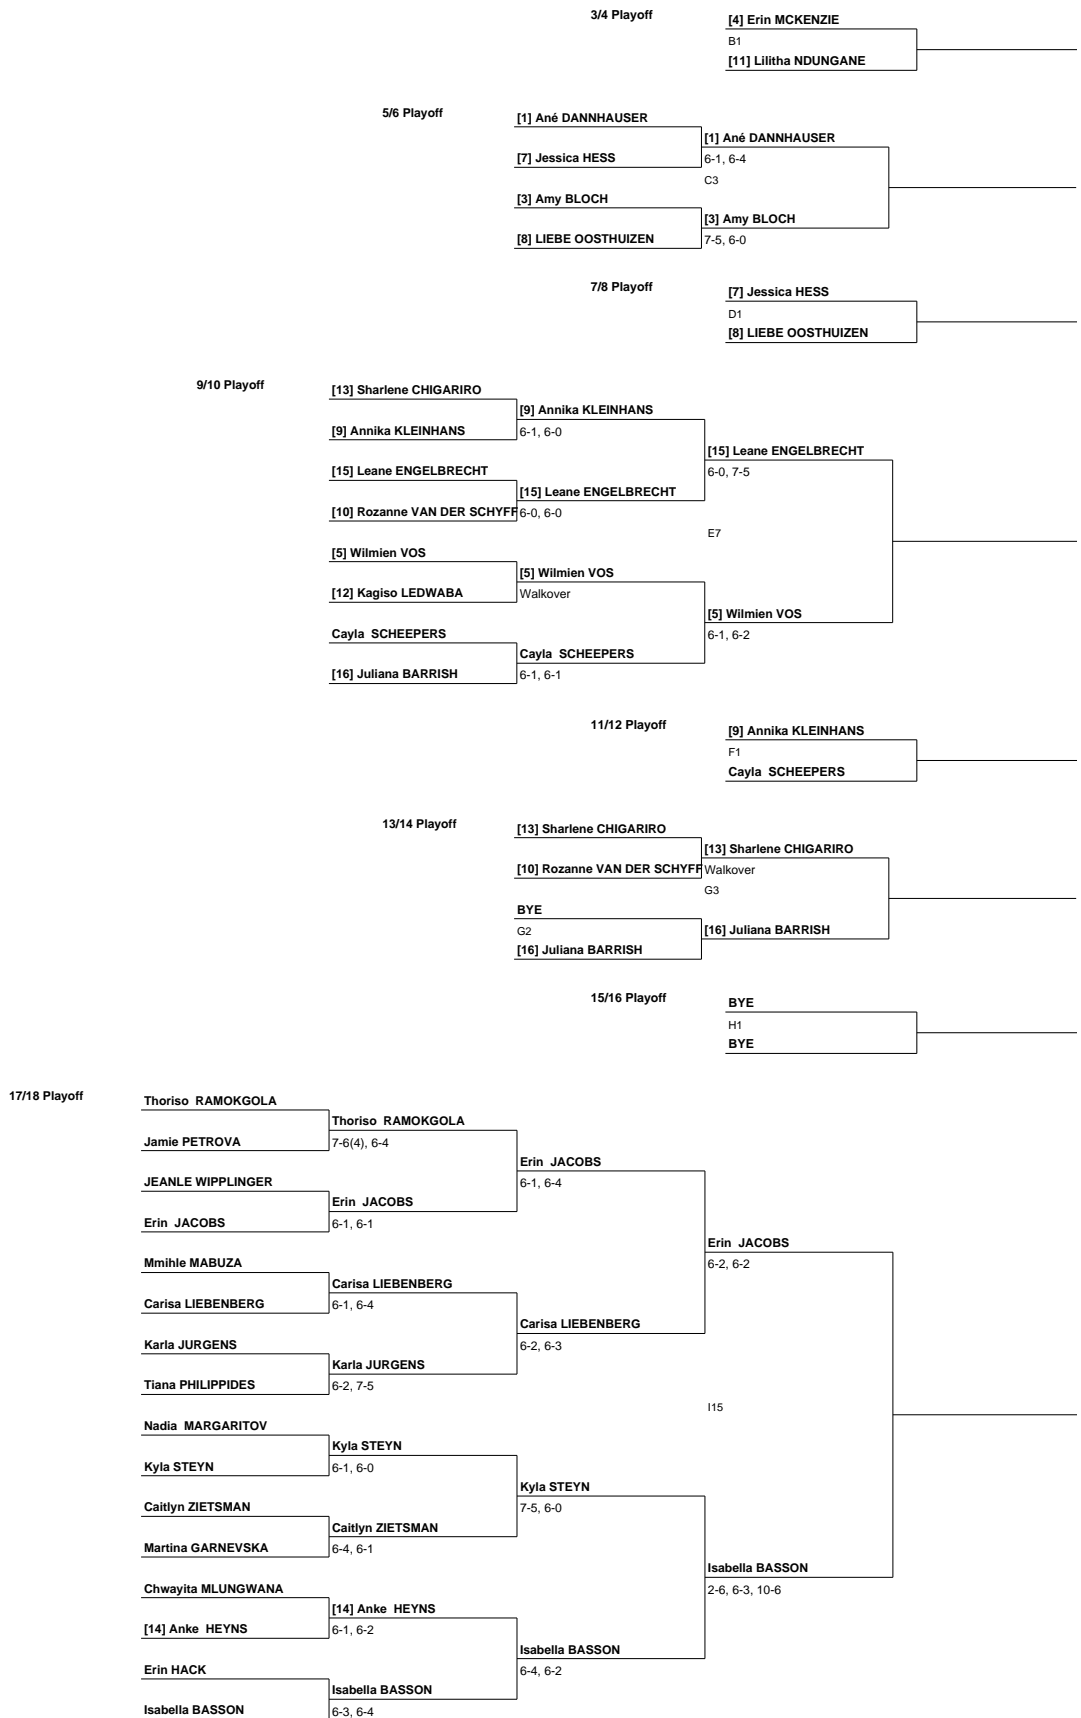 3/4 Playoff
[4] Erin MCKENZIE
B1
[11] Lilitha NDUNGANE
5/6 Playoff
[1] Ané DANNHAUSER
[1] Ané DANNHAUSER
[7] Jessica HESS
6-1, 6-4
C3
[3] Amy BLOCH
[3] Amy BLOCH
[8] LIEBE OOSTHUIZEN
7-5, 6-0
7/8 Playoff
[7] Jessica HESS
D1
[8] LIEBE OOSTHUIZEN
9/10 Playoff
[13] Sharlene CHIGARIRO
[9] Annika KLEINHANS
[9] Annika KLEINHANS
6-1, 6-0
[15] Leane ENGELBRECHT
[15] Leane ENGELBRECHT
6-0, 7-5
[15] Leane ENGELBRECHT
[10] Rozanne VAN DER SCHYFF
6-0, 6-0
E7
[5] Wilmien VOS
[5] Wilmien VOS
[12] Kagiso LEDWABA
Walkover
[5] Wilmien VOS
Cayla SCHEEPERS
6-1, 6-2
Cayla SCHEEPERS
[16] Juliana BARRISH
6-1, 6-1
11/12 Playoff
[9] Annika KLEINHANS
F1
Cayla SCHEEPERS
13/14 Playoff
[13] Sharlene CHIGARIRO
[13] Sharlene CHIGARIRO
[10] Rozanne VAN DER SCHYFF
Walkover
G3
BYE
G2
[16] Juliana BARRISH
[16] Juliana BARRISH
15/16 Playoff
BYE
H1
BYE
17/18 Playoff
Thoriso RAMOKGOLA
Thoriso RAMOKGOLA
Jamie PETROVA
7-6(4), 6-4
Erin JACOBS
JEANLE WIPPLINGER
6-1, 6-4
Erin JACOBS
Erin JACOBS
6-1, 6-1
Erin JACOBS
Mmihle MABUZA
6-2, 6-2
Carisa LIEBENBERG
Carisa LIEBENBERG
6-1, 6-4
Carisa LIEBENBERG
Karla JURGENS
6-2, 6-3
Karla JURGENS
Tiana PHILIPPIDES
6-2, 7-5
I15
Nadia MARGARITOV
Kyla STEYN
Kyla STEYN
6-1, 6-0
Kyla STEYN
Caitlyn ZIETSMAN
7-5, 6-0
Caitlyn ZIETSMAN
Martina GARNEVSKA
6-4, 6-1
Isabella BASSON
Chwayita MLUNGWANA
2-6, 6-3, 10-6
[14] Anke HEYNS
[14] Anke HEYNS
6-1, 6-2
Isabella BASSON
Erin HACK
6-4, 6-2
Isabella BASSON
Isabella BASSON
6-3, 6-4